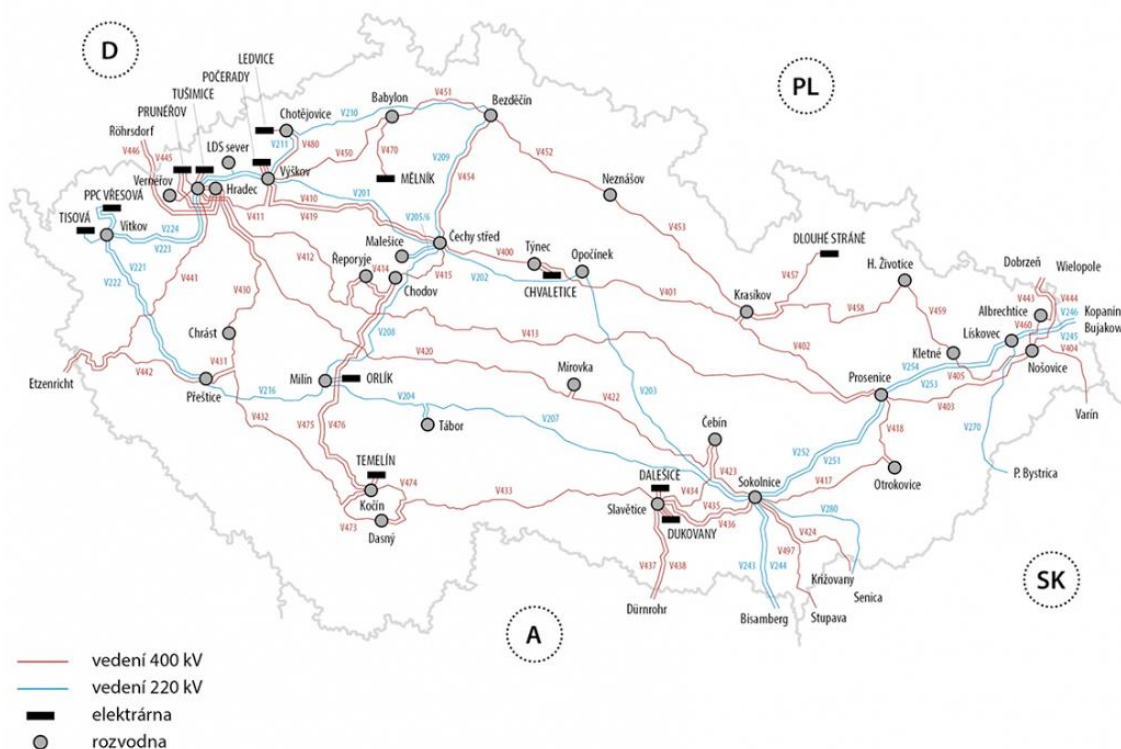 D
PL
SK
A
LEDVICE
POČERADY
TUŠIMICE
PRUNÉŘOV
Röhrsdorf
V446
V445
LDS sever
Chotějovice
V211
V480
V210
Babylon
V451
Bezděčín
V450
V470
MĚLNÍK
V209
V454
V452
Neznášov
V453
Vernéřov
Hradec
Výškov
PPC VŘESOVÁ
TISOVÁ
Vítkov
V224
V223
V221
V222
V441
V411
V410
V419
V201
V205/6
Malešice
Čechy střed
V412
Řeporyje
V414
Chodov
V415
V400
Týnec
V202
CHVALETICE
Opočínek
V401
DLOUHÉ STRÁNĚ
V457
Krasíkov
V458
H. Životice
V459
Dobrzeń
Wielopole
V443
V444
Albrechtice
V246
Kopanina
Bujakow
V245
Lískovec
V460
V404
Nošovice
Kletné
V405
V254
V253
V403
Varín
V430
Chrást
V431
V442
Etzenricht
Přeštice
V216
V208
V413
V420
Milín
ORLÍK
V204
Tábor
V207
Mírovka
V422
V203
V402
Prosenice
V418
V270
P. Bystrica
V432
V475
V476
TEMELÍN
V474
Kočín
V473
Dasný
V433
Čebín
V423
DALEŠICE
V434
Slavětice
V435
V436
DUKOVANY
Sokolnice
V252
V251
V417
Otrokovice
V280
V424
V497
V437
V438
Dürnrohr
V243
V244
Bisamberg
Križovany
Senica
Stupava
vedení 400 kV
vedení 220 kV
elektrárna
rozvodna